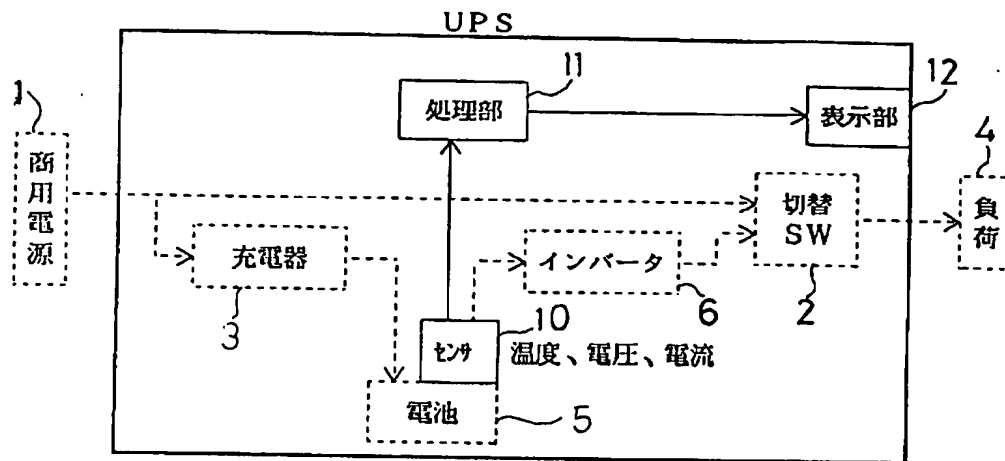 UPS
11
処理部
12
表示部
1
商用電源
4
負荷
切替
SW
2
充電器
3
インバータ
6
センサ
10
温度、電圧、電流
電池
5